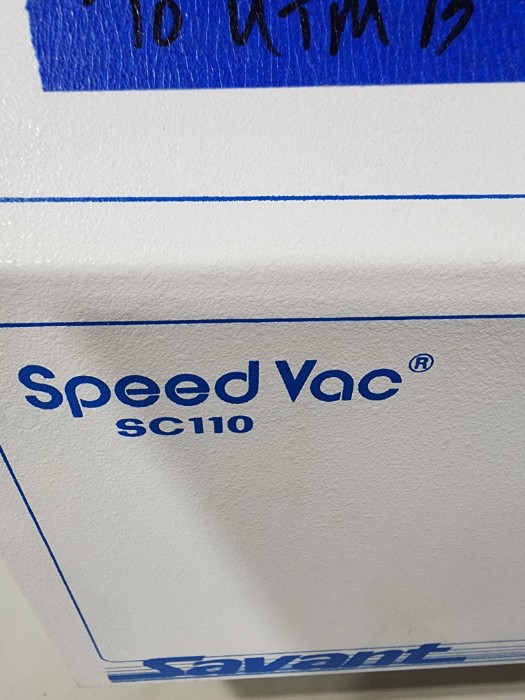 10 UTM 13
Speed Vac®
SC110
Savant